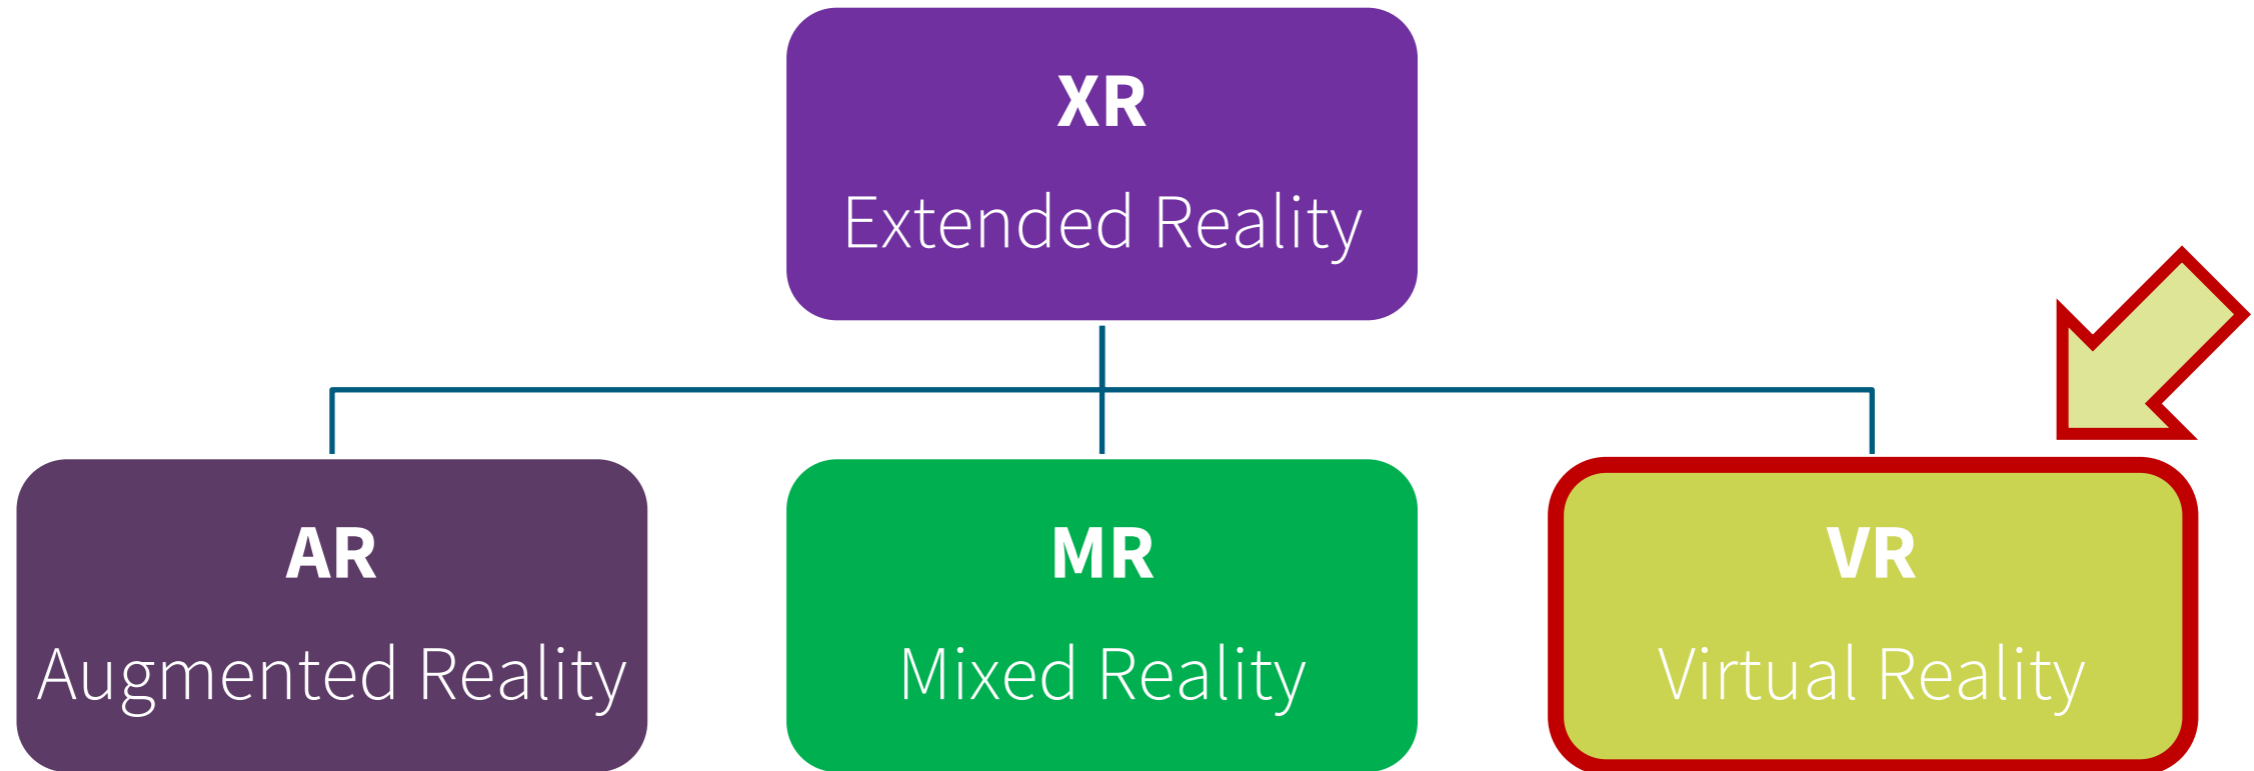 XR
Extended Reality
AR
Augmented Reality
MR
Mixed Reality
VR
Virtual Reality